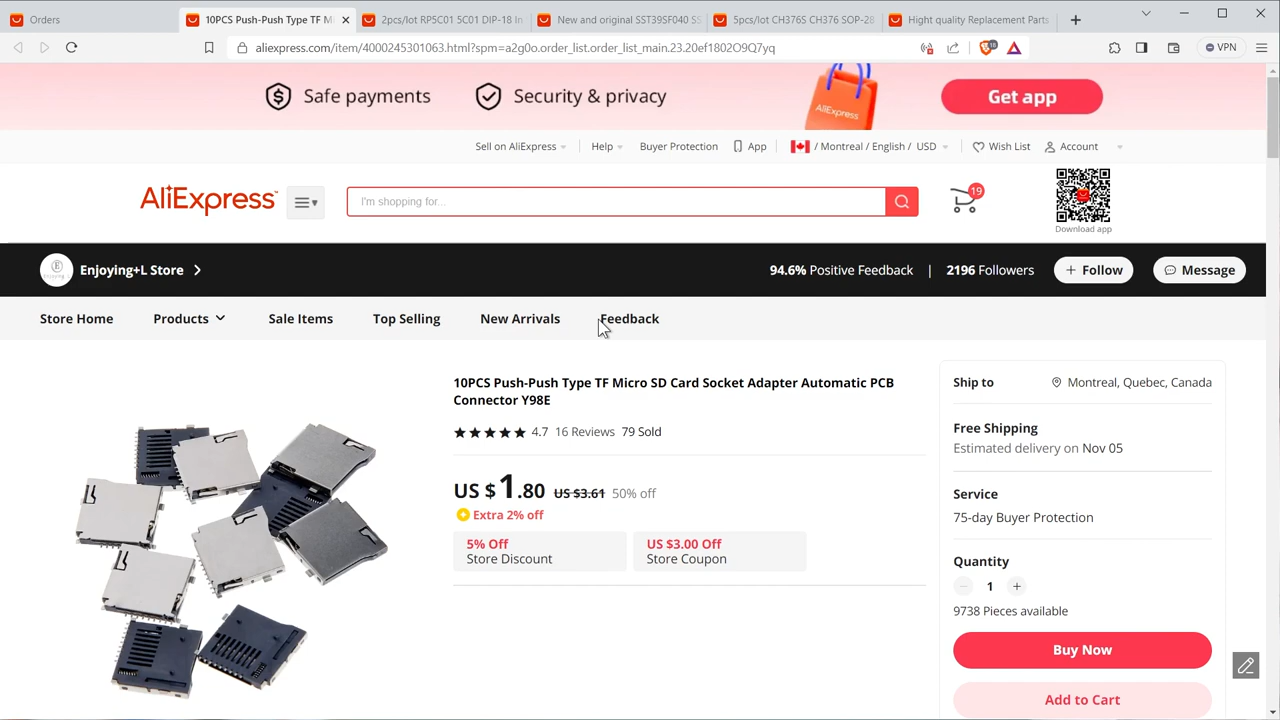 Orders
10PCS Push-Push Type TF Mi
2pcs/lot RP5C01 5C01 DIP-18 In
New and original SST39SF040 SS
5pcs/lot CH376S CH376 SOP-28
Hight quality Replacement Parts
aliexpress.com/item/4000245301063.html?spm=a2g0o.order_list.order_list_main.23.20ef1802O9Q7yq
18
VPN
Safe payments
Security & privacy
AliExpress
Get app
Sell on AliExpress
Help
Buyer Protection
App
/ Montreal / English / USD
Wish List
Account
AliExpress
I'm shopping for...
19
Download app
Enjoying+L Store
94.6% Positive Feedback | 2196 Followers
+ Follow
Message
Store Home
Products
Sale Items
Top Selling
New Arrivals
Feedback
10PCS Push-Push Type TF Micro SD Card Socket Adapter Automatic PCB
Connector Y98E
4.7 16 Reviews 79 Sold
US $1.80 US $3.61 50% off
Extra 2% off
5% Off
Store Discount
US $3.00 Off
Store Coupon
Ship to
Montreal, Quebec, Canada
Free Shipping
Estimated delivery on Nov 05
Service
75-day Buyer Protection
Quantity
1
9738 Pieces available
Buy Now
Add to Cart